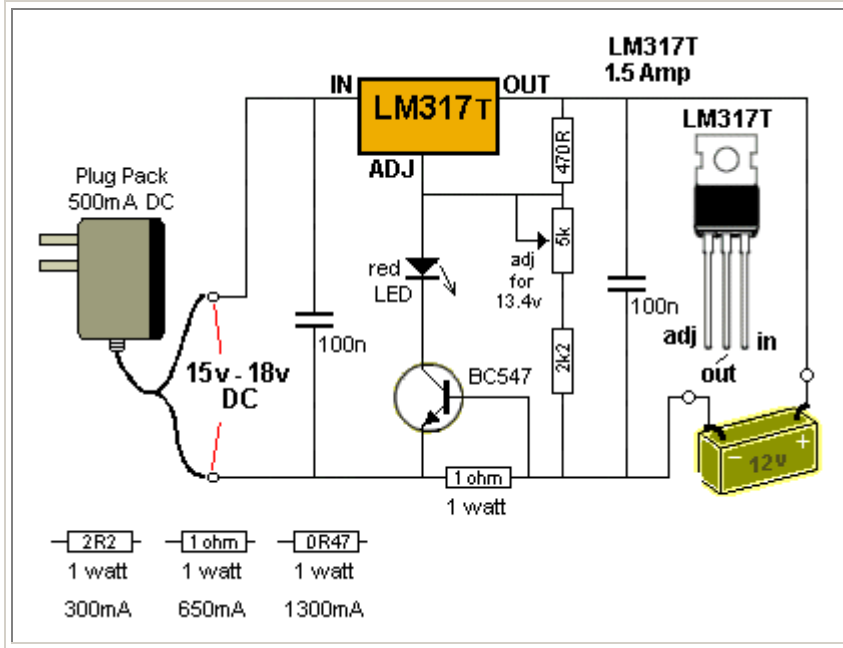 LM317T
1.5 Amp
IN
LM317T
OUT
LM317T
ADJ
470R
Plug Pack
500mA DC
5k
red
LED
adj
for
13.4v
100n
100n
adj
in
out
15v - 18v
DC
BC547
2k2
1 ohm
1 watt
− +
12V
2R2
1 ohm
0R47
1 watt
1 watt
1 watt
300mA
650mA
1300mA